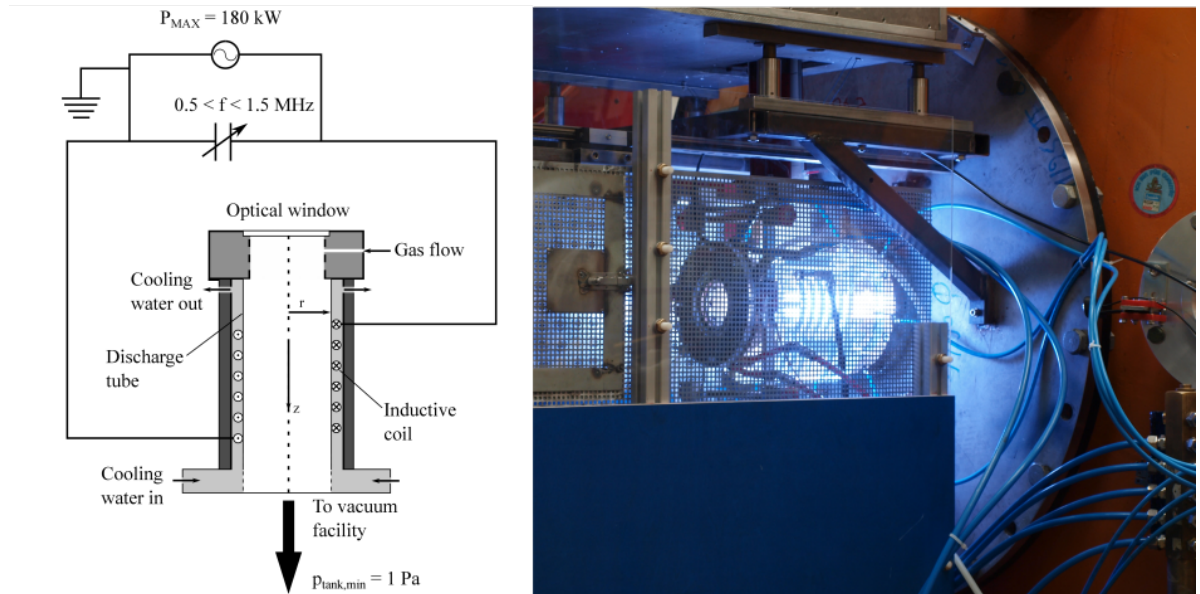 P_MAX = 180 kW
0.5 < f < 1.5 MHz
Optical window
Gas flow
Cooling
water out
r
Discharge
tube
z
Inductive
coil
Cooling
water in
To vacuum
facility
p_tank,min = 1 Pa